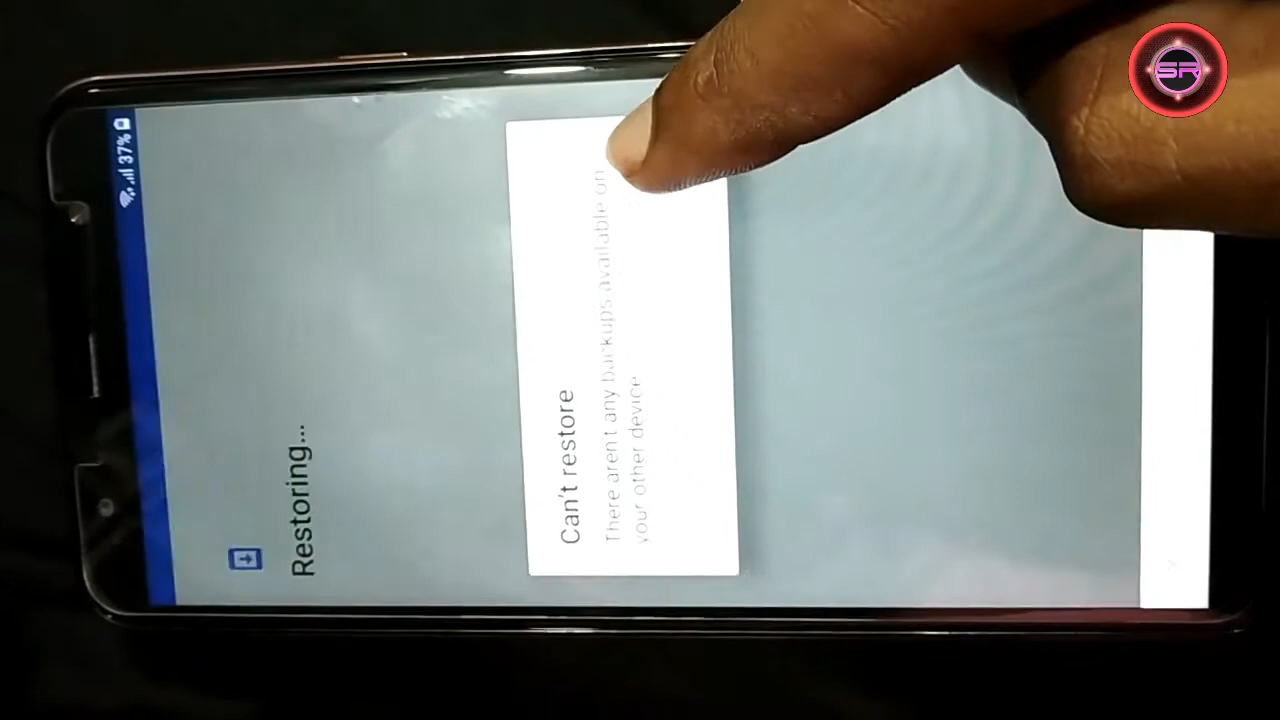 37%
Restoring...
Can't restore
There aren't any backups available on
your other device.
SR